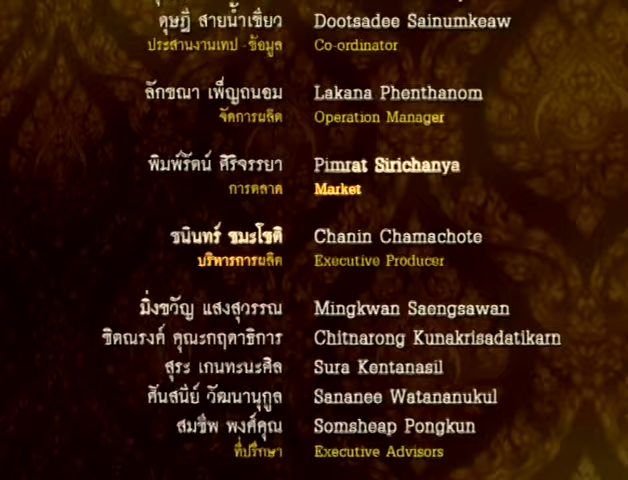 ดุษฎี สายน้ำเขียว Dootsadee Sainumkeaw
ประสานงานเทป -ข้อมูล Co-ordinator
ลักขณา เพ็ญถนอม Lakana Phenthanom
จัดการผลิต Operation Manager
พิมพ์รัตน์ ศิริจรรยา Pimrat Sirichanya
การตลาด Market
ชนินทร์ ชมะโชติ Chanin Chamachote
บริหารการผลิต Executive Producer
มิ่งขวัญ แสงสุวรรณ Mingkwan Saengsawan
ชิตณรงค์ คุณะกฤดาธิการ Chitnarong Kunakrisadatikarn
สุระ เกนทะนะศิล Sura Kentanasil
ศันสนีย์ วัฒนานุกูล Sananee Watananukul
สมชีพ พงศ์คุณ Somsheap Pongkun
ที่ปรึกษา Executive Advisors